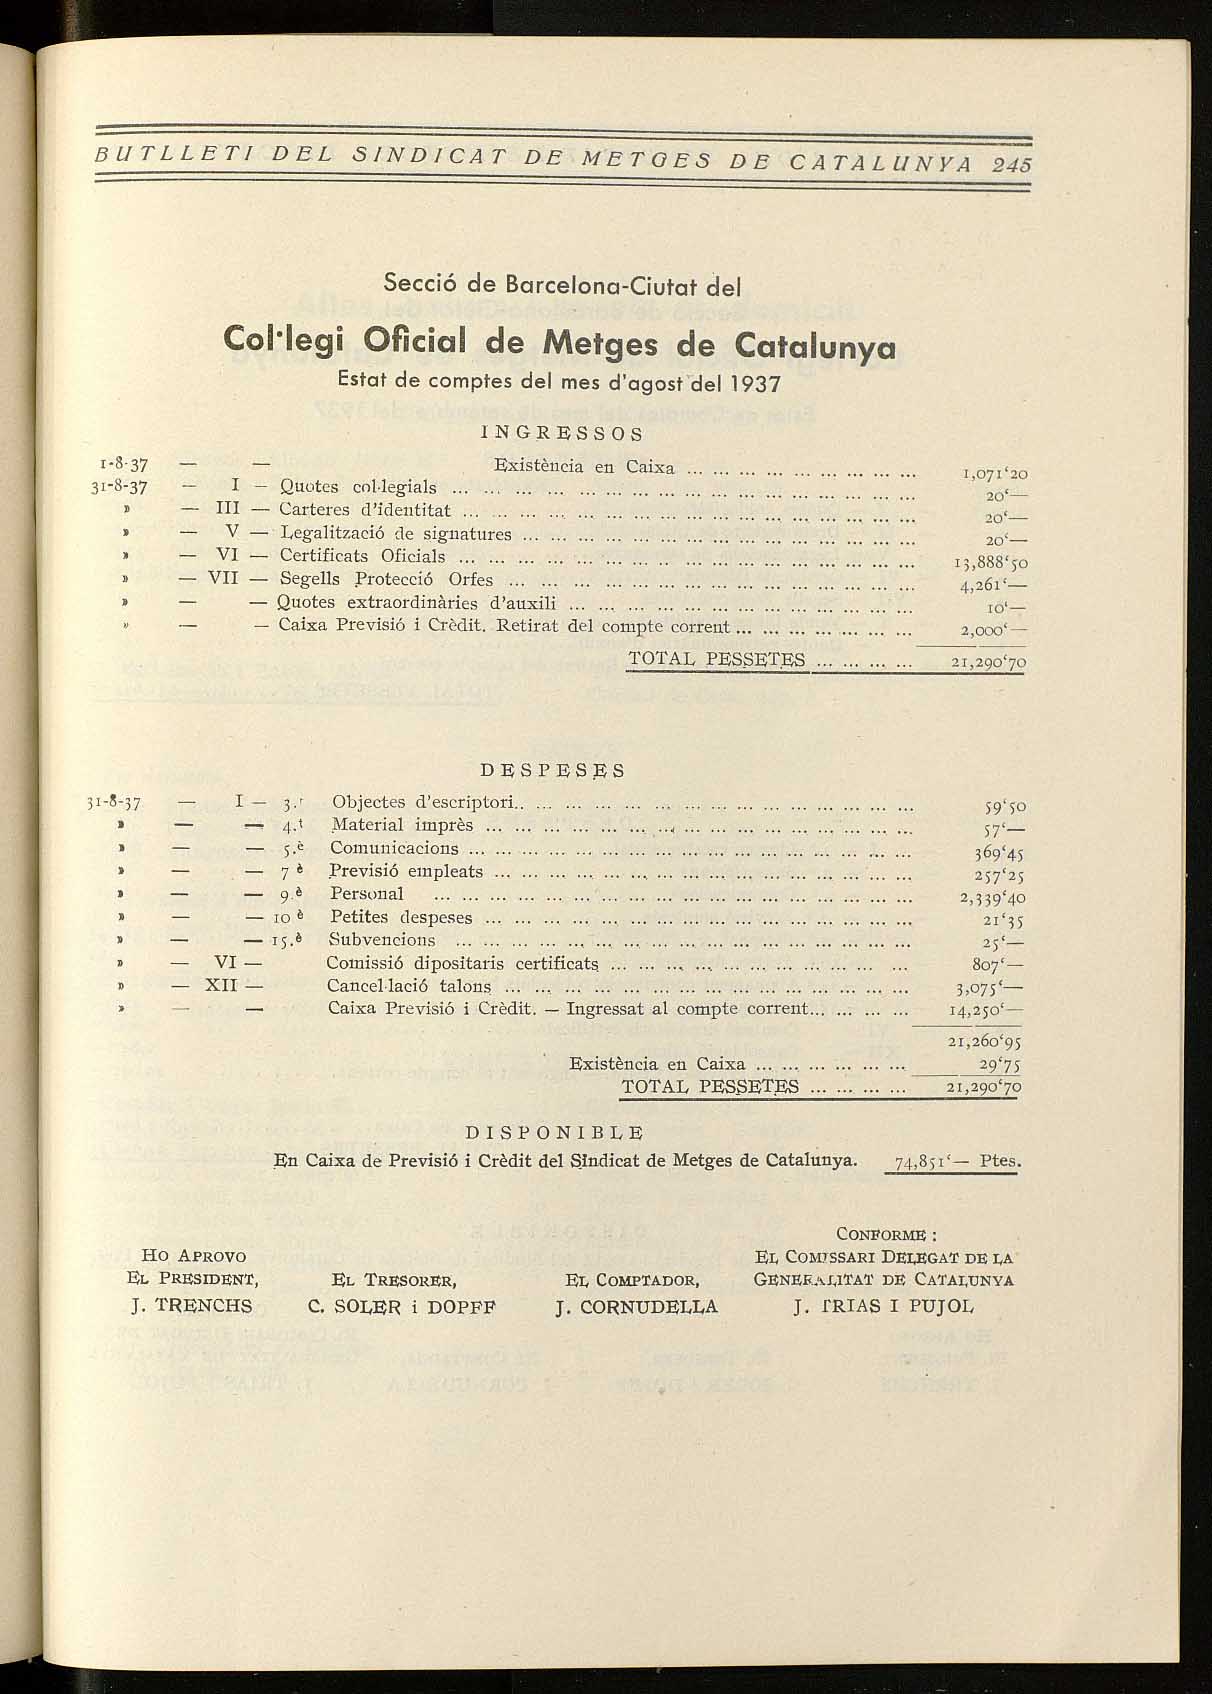 BUTLLETI DEL SINDICAT DE METGES DE CATALUNYA 245
Secció de Barcelona-Ciutat del
Col·legi Oficial de Metges de Catalunya
Estat de comptes del mes d'agost del 1937
INGRESSOS
1-8-37 — — Existència en Caixa ... ... ... ... ... ... ... ... ... 1,071‘20
31-8-37 — I — Quotes col·legials ... ... ... ... ... ... ... ... ... 20‘—
» — III — Carteres d'identitat ... ... ... ... ... ... ... ... ... 20‘—
» — V — Legalització de signatures ... ... ... ... ... ... ... ... ... 20‘—
» — VI — Certificats Oficials ... ... ... ... ... ... ... ... ... 13,888‘50
» — VII — Segells Protecció Orfes ... ... ... ... ... ... ... ... ... 4,261‘—
» — — Quotes extraordinàries d'auxili ... ... ... ... ... ... ... ... ... 10‘—
» — — Caixa Previsió i Crèdit. Retirat del compte corrent ... ... ... ... ... ... ... 2,000‘—
TOTAL PESSETES ... ... ... ... 21,290‘70
DESPESES
31-8-37 — I — 3.r Objectes d'escriptori.. ... ... ... ... ... ... ... ... ... 59‘50
» — — 4.t Material imprès ... ... ... ... ... ... ... ... ... 57‘—
» — — 5.è Comunicacions ... ... ... ... ... ... ... ... ... 369‘45
» — — 7 è Previsió empleats ... ... ... ... ... ... ... ... ... 257‘25
» — — 9.è Personal ... ... ... ... ... ... ... ... ... 2,339‘40
» — — 10 è Petites despeses ... ... ... ... ... ... ... ... ... 21‘35
» — — 15.è Subvencions ... ... ... ... ... ... ... ... ... 25‘—
» — VI — Comissió dipositaris certificats ... ... ... ... ... ... ... ... ... 807‘—
» — XII — Cancel·lació talons ... ... ... ... ... ... ... ... ... 3,075‘—
» — — Caixa Previsió i Crèdit. — Ingressat al compte corrent... ... ... ... 14,250‘—
21,260‘95
Existència en Caixa ... ... ... ... ... ... 29‘75
TOTAL PESSETES ... ... ... ... 21,290‘70
DISPONIBLE
En Caixa de Previsió i Crèdit del Sindicat de Metges de Catalunya. 74,851‘— Ptes.
CONFORME :
HO APROVO EL COMISSARI DELEGAT DE LA
EL PRESIDENT, EL TRESORER, EL COMPTADOR, GENERALITAT DE CATALUNYA
J. TRENCHS C. SOLER i DOPFF J. CORNUDELLA J. TRIAS I PUJOL